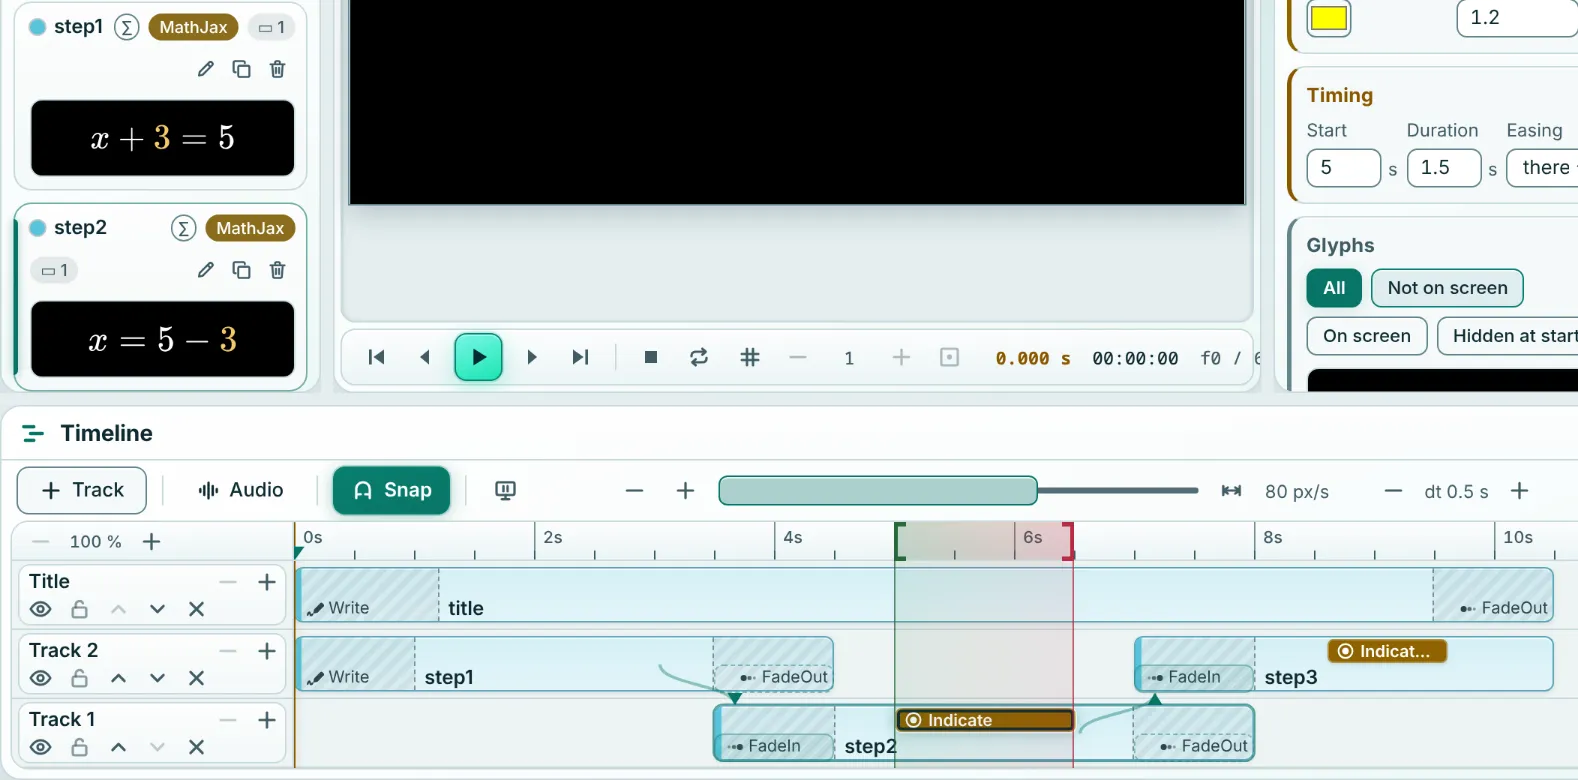 step1 MathJax 1
x + 3 = 5
step2 MathJax
1
x = 5 − 3
1.2
Timing
Start Duration Easing
5 s 1.5 s there
Glyphs
All Not on screen
On screen Hidden at start
1 0.000 s 00:00:00 f0 /
Timeline
+ Track Audio Snap − + 80 px/s − dt 0.5 s +
− 100 % + 0s 2s 4s 6s 8s 10s
Title − +
Write title FadeOut
Track 2 − + Indicat...
Write step1 FadeOut FadeIn step3
Track 1 − + Indicate
FadeIn step2 FadeOut